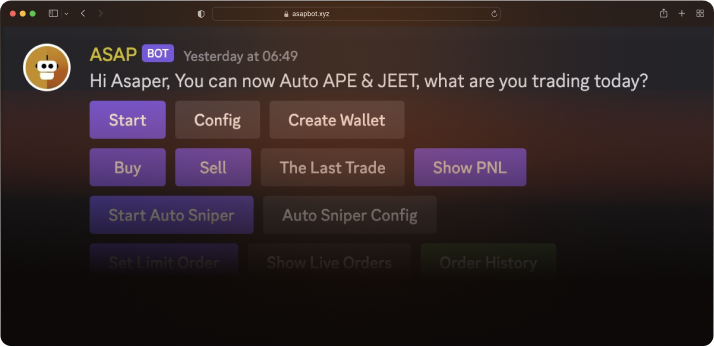 asapbot.xyz
ASAP BOT Yesterday at 06:49
Hi Asaper, You can now Auto APE & JEET, what are you trading today?
Start Config Create Wallet
Buy Sell The Last Trade Show PNL
Start Auto Sniper Auto Sniper Config
Set Limit Order Show Live Orders Order History